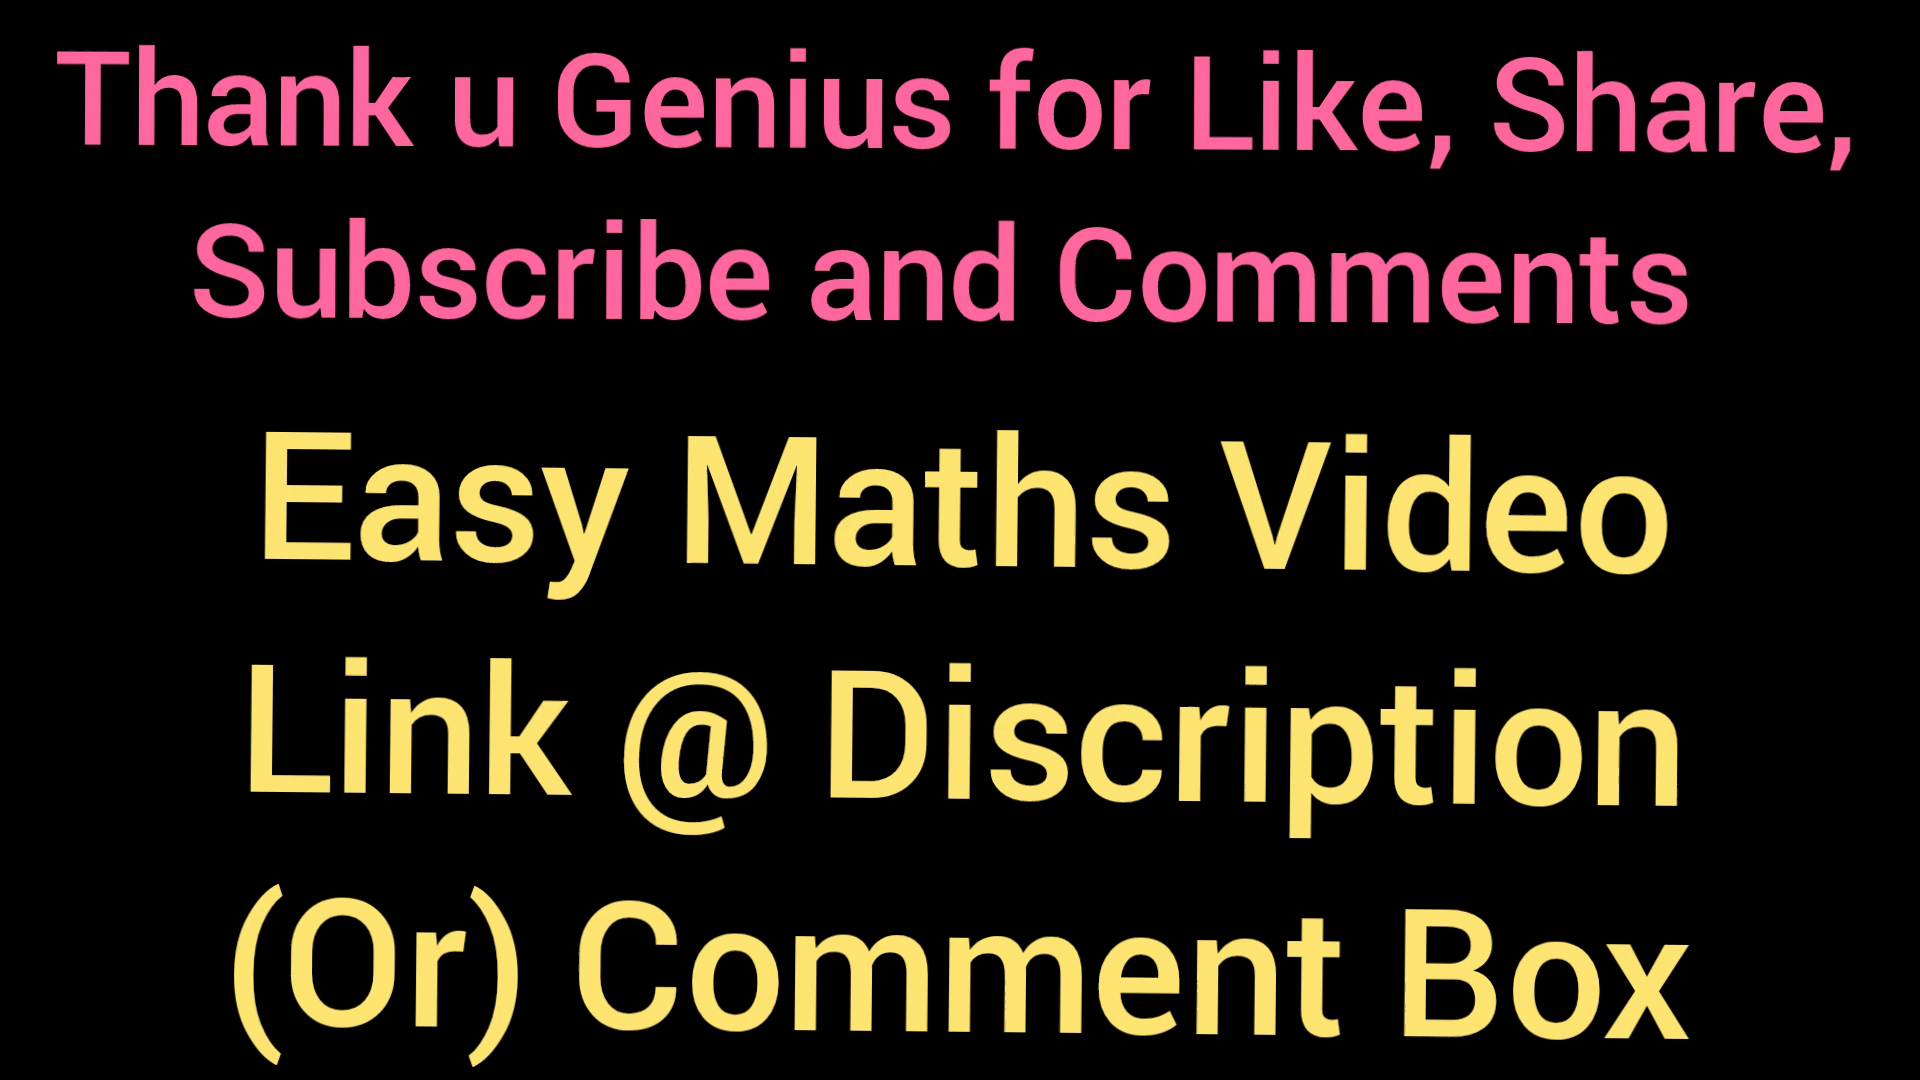 Thank u Genius for Like, Share,
Subscribe and Comments
Easy Maths Video
Link @ Discription
(Or) Comment Box